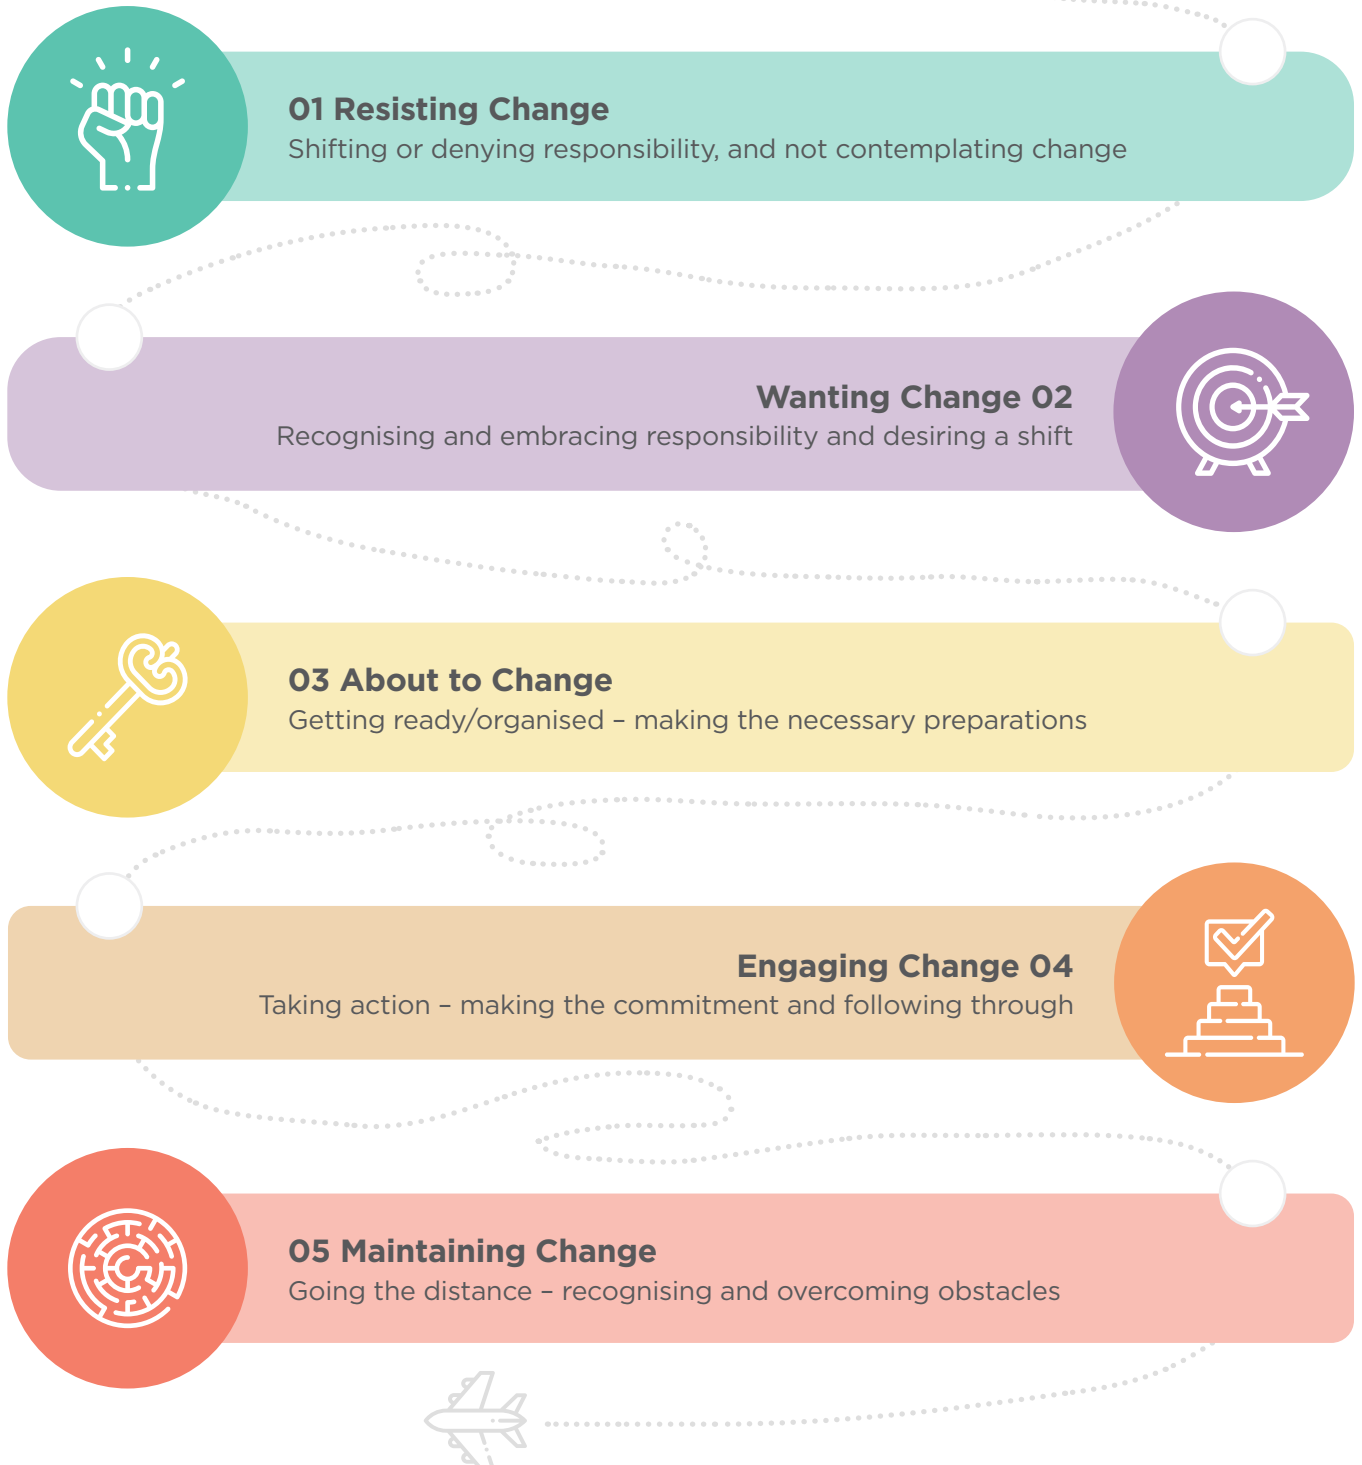 01 Resisting Change
Shifting or denying responsibility, and not contemplating change
Wanting Change 02
Recognising and embracing responsibility and desiring a shift
03 About to Change
Getting ready/organised – making the necessary preparations
Engaging Change 04
Taking action – making the commitment and following through
05 Maintaining Change
Going the distance – recognising and overcoming obstacles